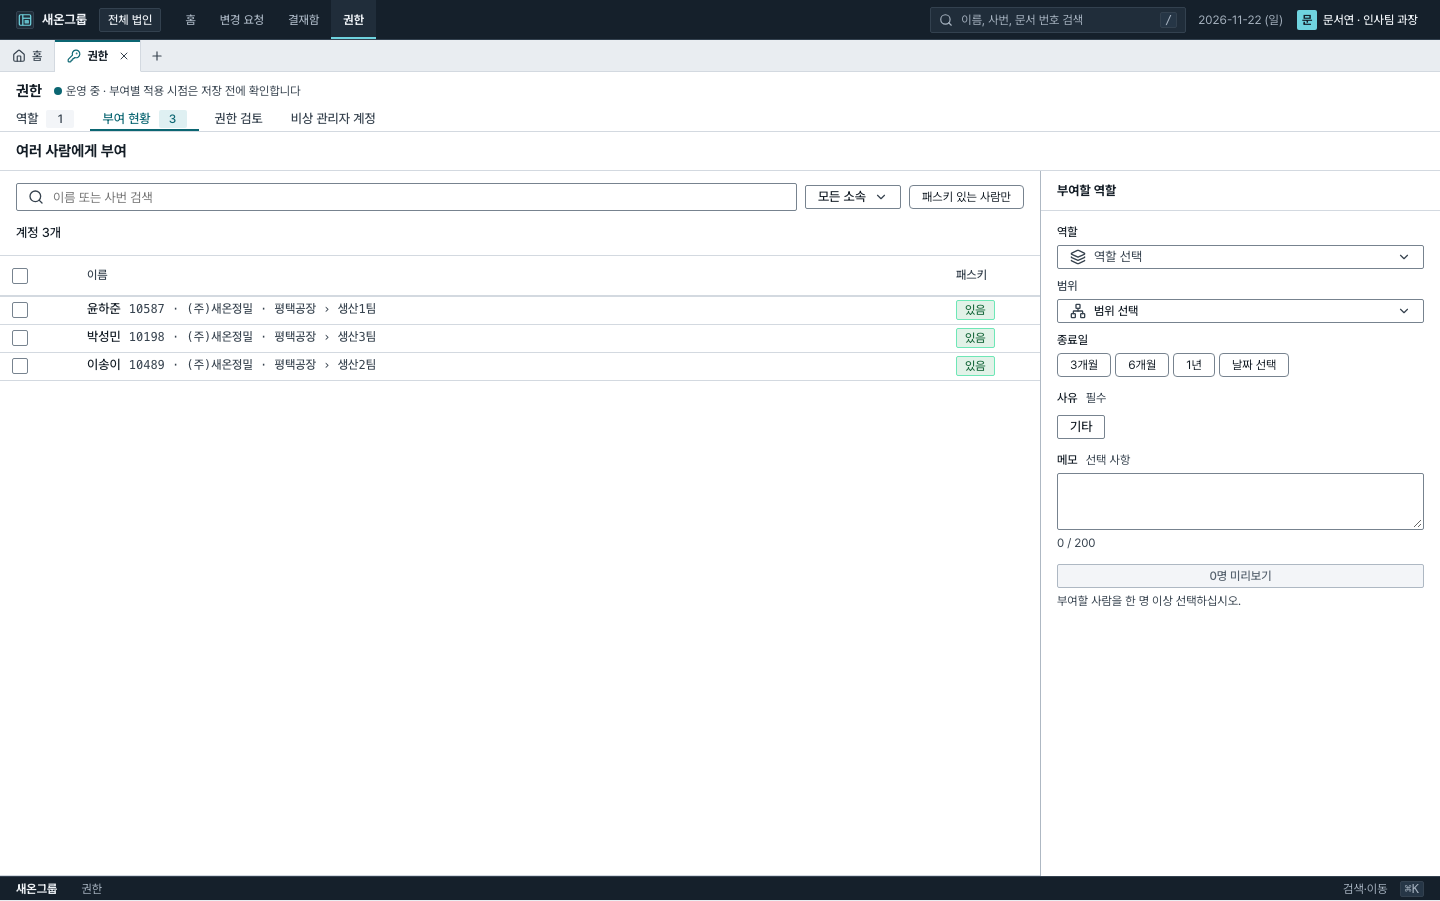 새온그룹 전체 법인 홈 변경 요청 결재함 권한 이름, 사번, 문서 번호 검색 / 2026-11-22 (일) 문 문서연 · 인사팀 과장
홈 권한
권한 운영 중 · 부여별 적용 시점은 저장 전에 확인합니다
역할 1 부여 현황 3 권한 검토 비상 관리자 계정
여러 사람에게 부여
이름 또는 사번 검색 모든 소속 패스키 있는 사람만
계정 3개
이름 패스키
윤하준 10587 · (주)새온정밀 · 평택공장 › 생산1팀 있음
박성민 10198 · (주)새온정밀 · 평택공장 › 생산3팀 있음
이송이 10489 · (주)새온정밀 · 평택공장 › 생산2팀 있음
부여할 역할
역할
역할 선택
범위
범위 선택
종료일
3개월 6개월 1년 날짜 선택
사유 필수
기타
메모 선택 사항
0 / 200
0명 미리보기
부여할 사람을 한 명 이상 선택하십시오.
새온그룹 권한 검색·이동 ⌘K